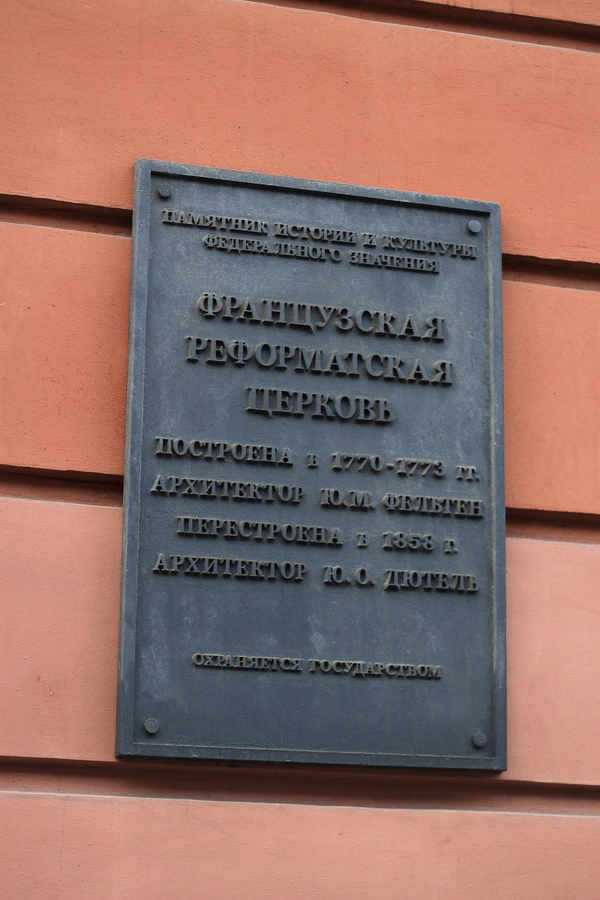 ПАМЯТНИК ИСТОРИИ И КУЛЬТУРЫ
ФЕДЕРАЛЬНОГО ЗНАЧЕНИЯ
ФРАНЦУЗСКАЯ
РЕФОРМАТСКАЯ
ЦЕРКОВЬ
ПОСТРОЕНА в 1770-1773 гг.
АРХИТЕКТОР Ю.М. ФЕЛЬТЕН
ПЕРЕСТРОЕНА в 1858 г.
АРХИТЕКТОР Ю.О. ДЮТЕЛЬ
ОХРАНЯЕТСЯ ГОСУДАРСТВОМ